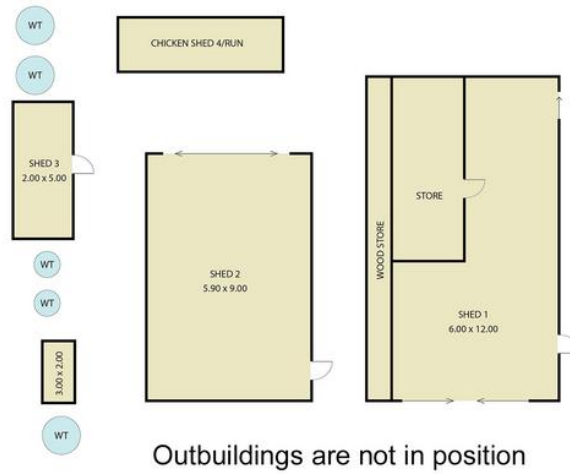 WT
CHICKEN SHED 4/RUN
WT
SHED 3
2.00 x 5.00
STORE
WOOD STORE
WT
SHED 2
5.90 x 9.00
WT
SHED 1
6.00 x 12.00
3.00 x 2.00
WT
Outbuildings are not in position